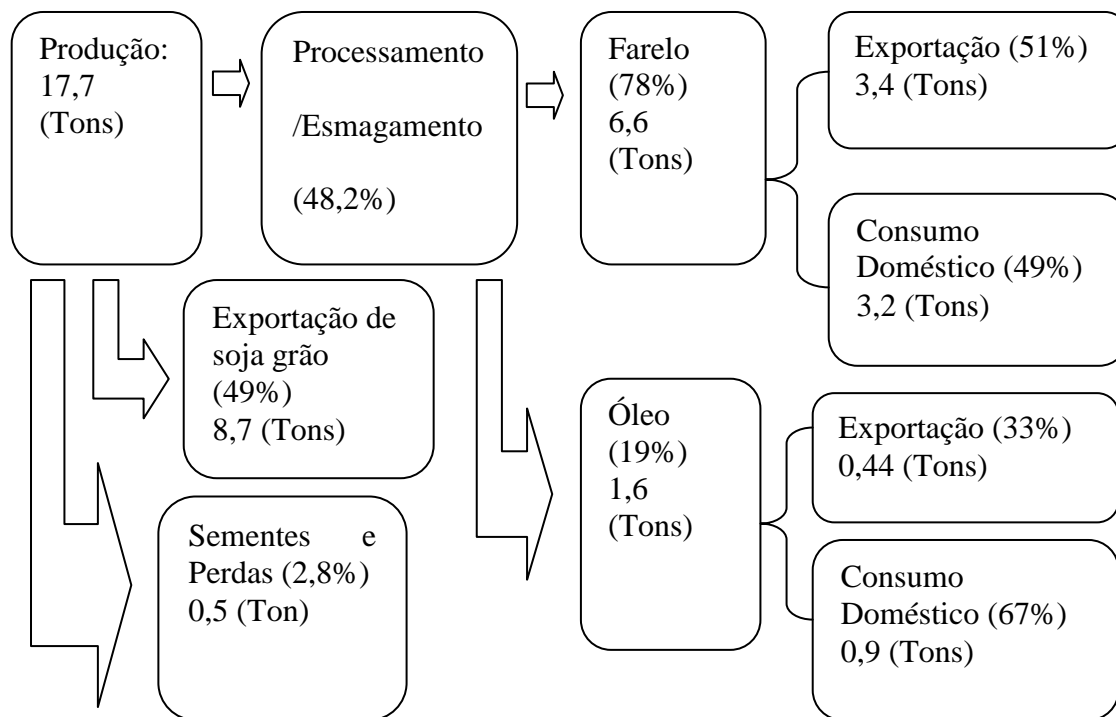 Produção:
17,7
(Tons)
Processamento
/Esmagamento
(48,2%)
Farelo
(78%)
6,6
(Tons)
Exportação (51%)
3,4 (Tons)
Consumo
Doméstico (49%)
3,2 (Tons)
Exportação de
soja grão
(49%)
8,7 (Tons)
Sementes e
Perdas (2,8%)
0,5 (Ton)
Óleo
(19%)
1,6
(Tons)
Exportação (33%)
0,44 (Tons)
Consumo
Doméstico (67%)
0,9 (Tons)